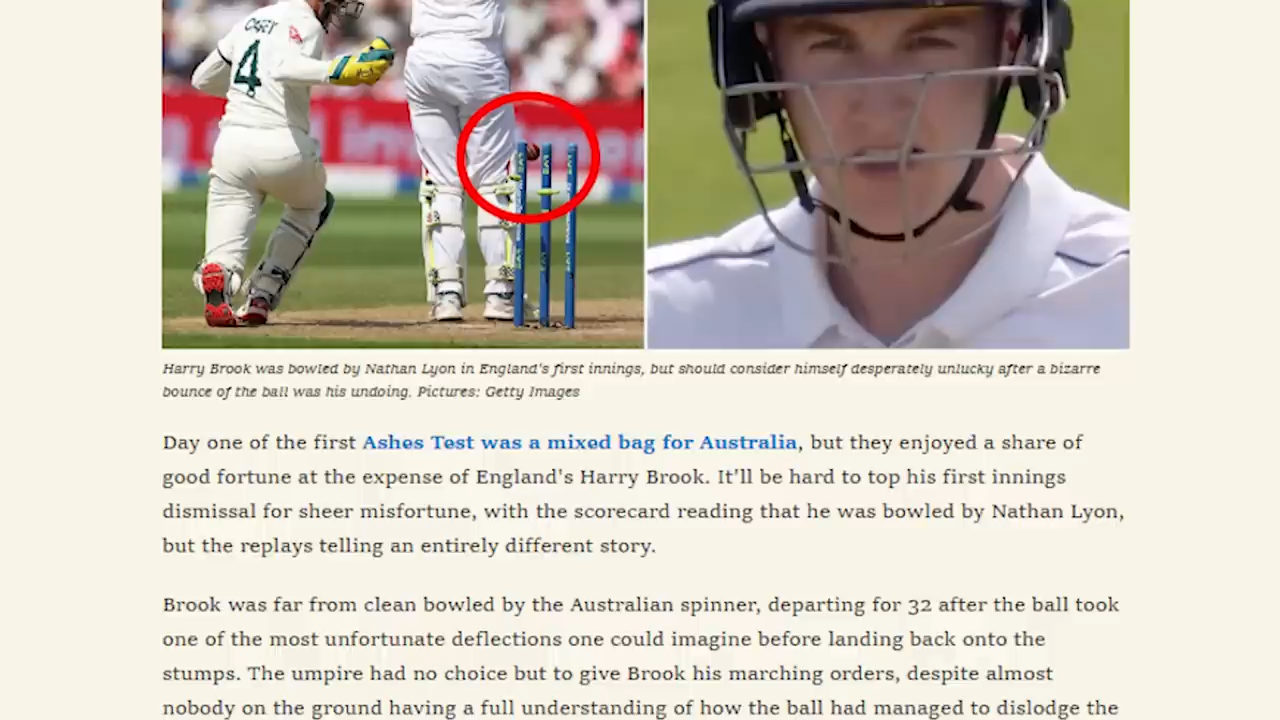 CAREY
4
Harry Brook was bowled by Nathan Lyon in England's first innings, but should consider himself desperately unlucky after a bizarre
bounce of the ball was his undoing. Pictures: Getty Images
Day one of the first Ashes Test was a mixed bag for Australia, but they enjoyed a share of
good fortune at the expense of England's Harry Brook. It'll be hard to top his first innings
dismissal for sheer misfortune, with the scorecard reading that he was bowled by Nathan Lyon,
but the replays telling an entirely different story.
Brook was far from clean bowled by the Australian spinner, departing for 32 after the ball took
one of the most unfortunate deflections one could imagine before landing back onto the
stumps. The umpire had no choice but to give Brook his marching orders, despite almost
nobody on the ground having a full understanding of how the ball had managed to dislodge the